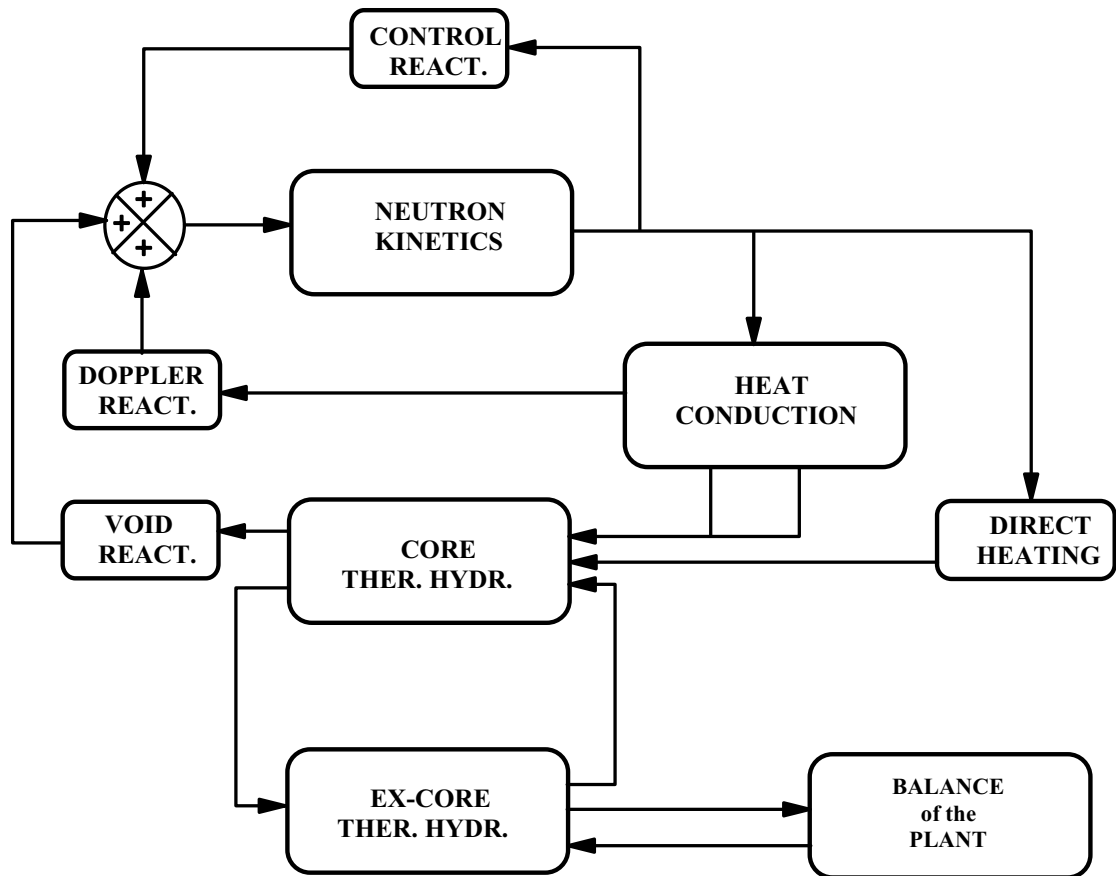 CONTROL
REACT.
+
+
+
NEUTRON
KINETICS
DOPPLER
REACT.
HEAT
CONDUCTION
VOID
REACT.
CORE
THER. HYDR.
DIRECT
HEATING
EX-CORE
THER. HYDR.
BALANCE
of the
PLANT